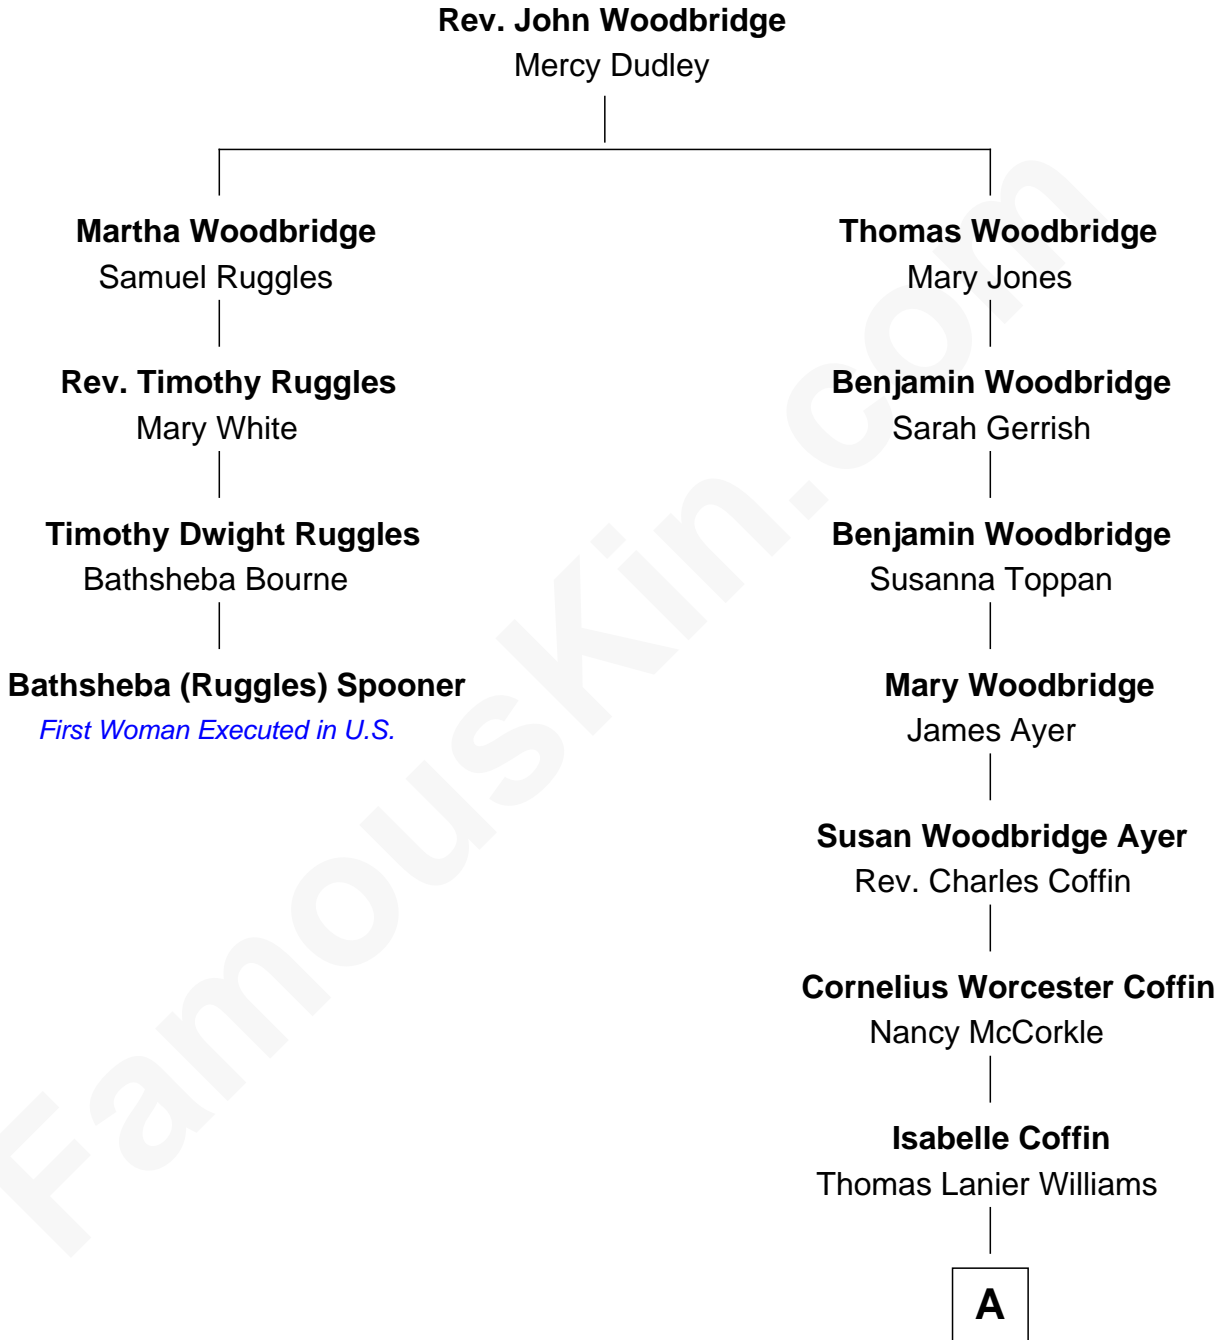 Rev. John Woodbridge
Mercy Dudley
Martha Woodbridge
Samuel Ruggles
Rev. Timothy Ruggles
Mary White
Timothy Dwight Ruggles
Bathsheba Bourne
Bathsheba (Ruggles) Spooner
First Woman Executed in U.S.
Thomas Woodbridge
Mary Jones
Benjamin Woodbridge
Sarah Gerrish
Benjamin Woodbridge
Susanna Toppan
Mary Woodbridge
James Ayer
Susan Woodbridge Ayer
Rev. Charles Coffin
Cornelius Worcester Coffin
Nancy McCorkle
Isabelle Coffin
Thomas Lanier Williams
A
FamousKin.com